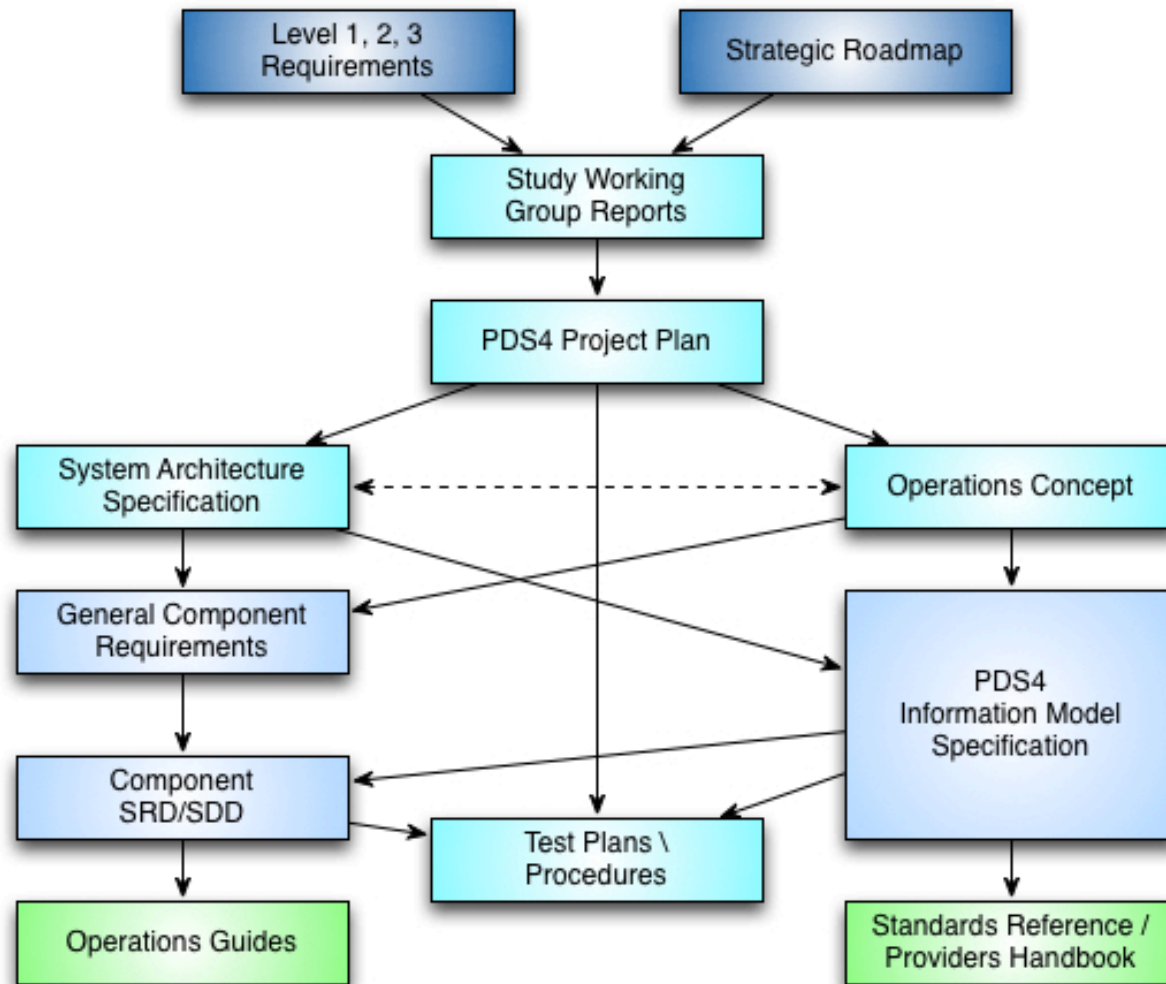 Level 1, 2, 3
Requirements
Strategic Roadmap
Study Working
Group Reports
PDS4 Project Plan
System Architecture
Specification
Operations Concept
General Component
Requirements
PDS4
Information Model
Specification
Component
SRD/SDD
Test Plans \
Procedures
Operations Guides
Standards Reference /
Providers Handbook